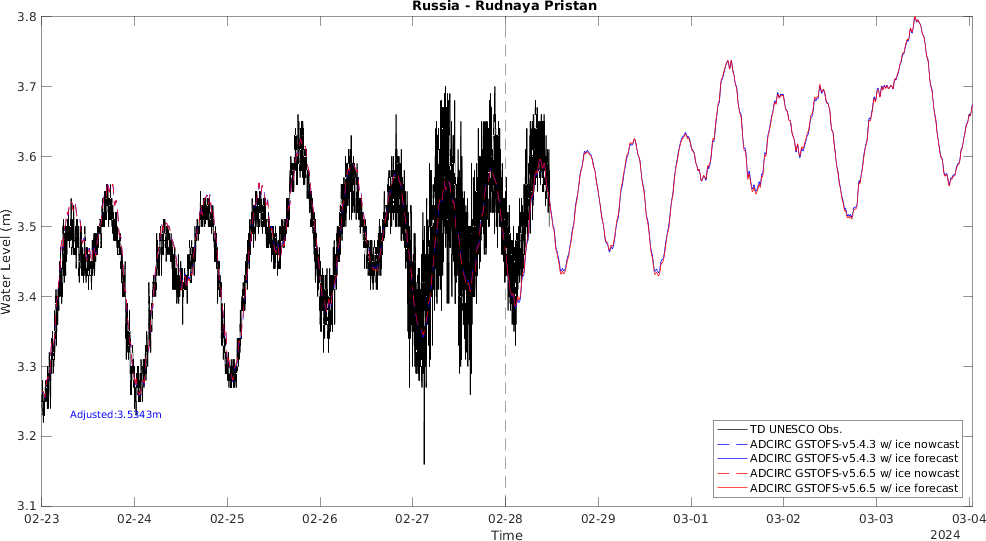 Russia - Rudnaya Pristan
3.8
3.7
3.6
3.5
3.4
3.3
3.2
3.1
Water Level (m)
Adjusted:3.5343m
TD UNESCO Obs.
ADCIRC GSTOFS-v5.4.3 w/ ice nowcast
ADCIRC GSTOFS-v5.4.3 w/ ice forecast
ADCIRC GSTOFS-v5.6.5 w/ ice nowcast
ADCIRC GSTOFS-v5.6.5 w/ ice forecast
02-23 02-24 02-25 02-26 02-27 02-28 02-29 03-01 03-02 03-03 03-04
Time
2024